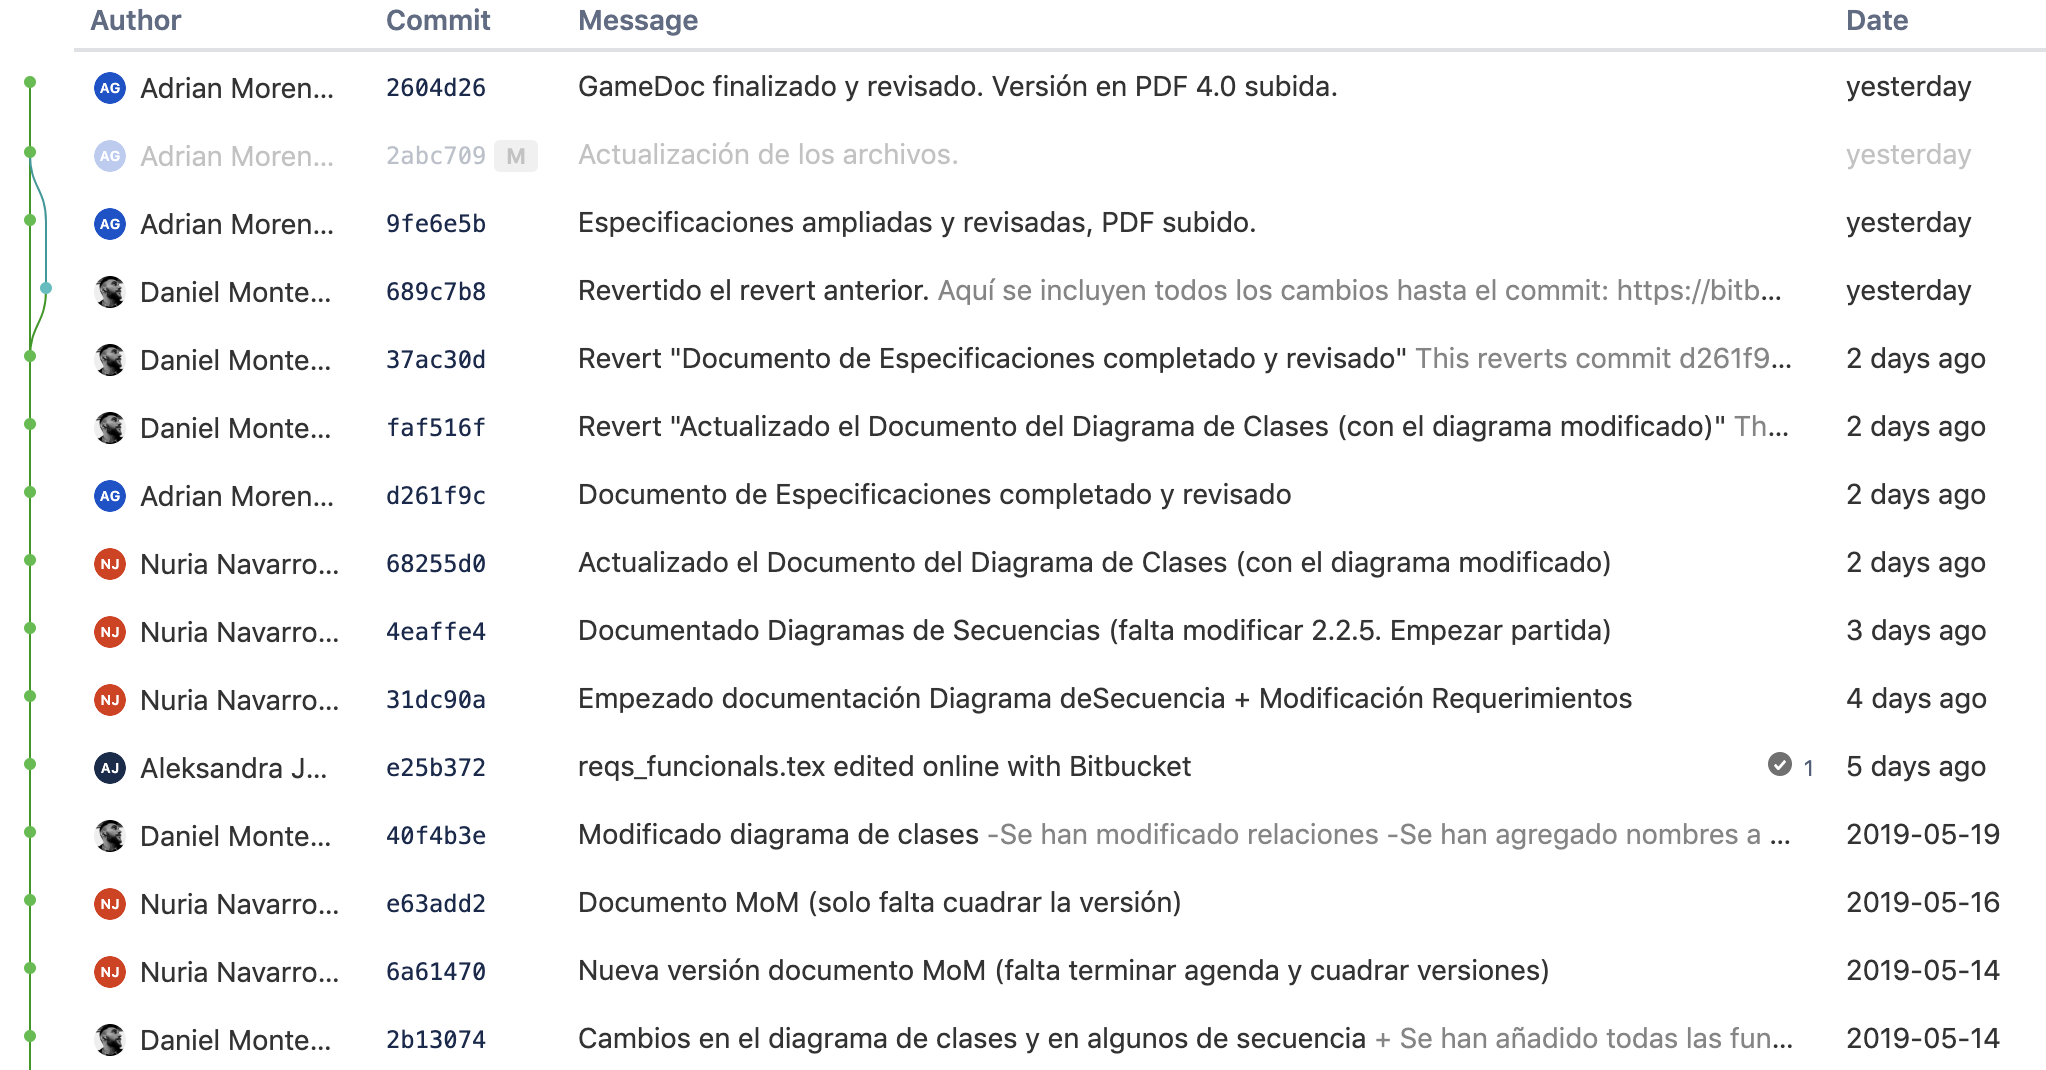 Author Commit Message Date
AG Adrian Moren... 2604d26 GameDoc finalizado y revisado. Versión en PDF 4.0 subida. yesterday
AG Adrian Moren... 2abc709 M Actualización de los archivos. yesterday
AG Adrian Moren... 9fe6e5b Especificaciones ampliadas y revisadas, PDF subido. yesterday
Daniel Monte... 689c7b8 Revertido el revert anterior. Aquí se incluyen todos los cambios hasta el commit: https://bitb... yesterday
Daniel Monte... 37ac30d Revert "Documento de Especificaciones completado y revisado" This reverts commit d261f9... 2 days ago
Daniel Monte... faf516f Revert "Actualizado el Documento del Diagrama de Clases (con el diagrama modificado)" Th... 2 days ago
AG Adrian Moren... d261f9c Documento de Especificaciones completado y revisado 2 days ago
NJ Nuria Navarro... 68255d0 Actualizado el Documento del Diagrama de Clases (con el diagrama modificado) 2 days ago
NJ Nuria Navarro... 4eaffe4 Documentado Diagramas de Secuencias (falta modificar 2.2.5. Empezar partida) 3 days ago
NJ Nuria Navarro... 31dc90a Empezado documentación Diagrama deSecuencia + Modificación Requerimientos 4 days ago
AJ Aleksandra J... e25b372 reqs_funcionals.tex edited online with Bitbucket 1 5 days ago
Daniel Monte... 40f4b3e Modificado diagrama de clases -Se han modificado relaciones -Se han agregado nombres a ... 2019-05-19
NJ Nuria Navarro... e63add2 Documento MoM (solo falta cuadrar la versión) 2019-05-16
NJ Nuria Navarro... 6a61470 Nueva versión documento MoM (falta terminar agenda y cuadrar versiones) 2019-05-14
Daniel Monte... 2b13074 Cambios en el diagrama de clases y en algunos de secuencia + Se han añadido todas las fun... 2019-05-14